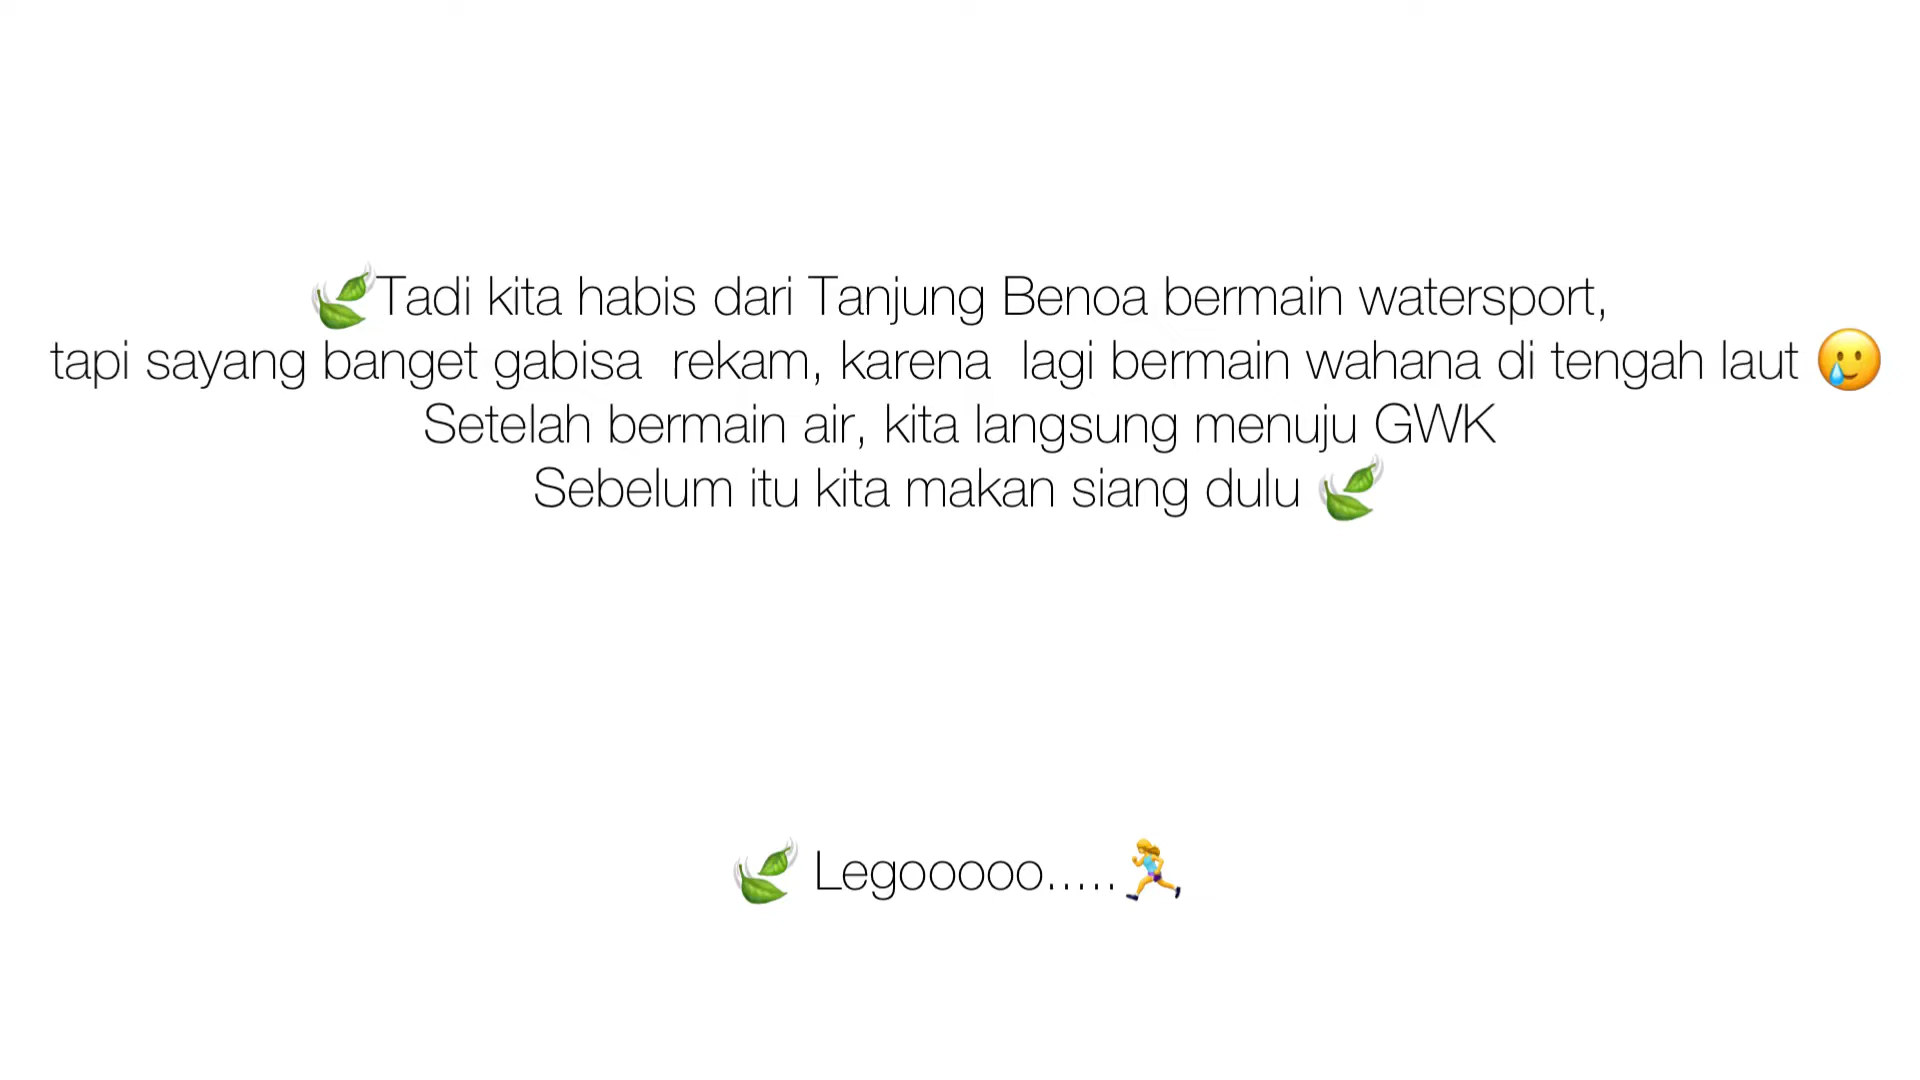 🍃Tadi kita habis dari Tanjung Benoa bermain watersport,
tapi sayang banget gabisa  rekam, karena  lagi bermain wahana di tengah laut 🥲
Setelah bermain air, kita langsung menuju GWK
Sebelum itu kita makan siang dulu 🍃
🍃 Legooooo.....🏃‍♀️